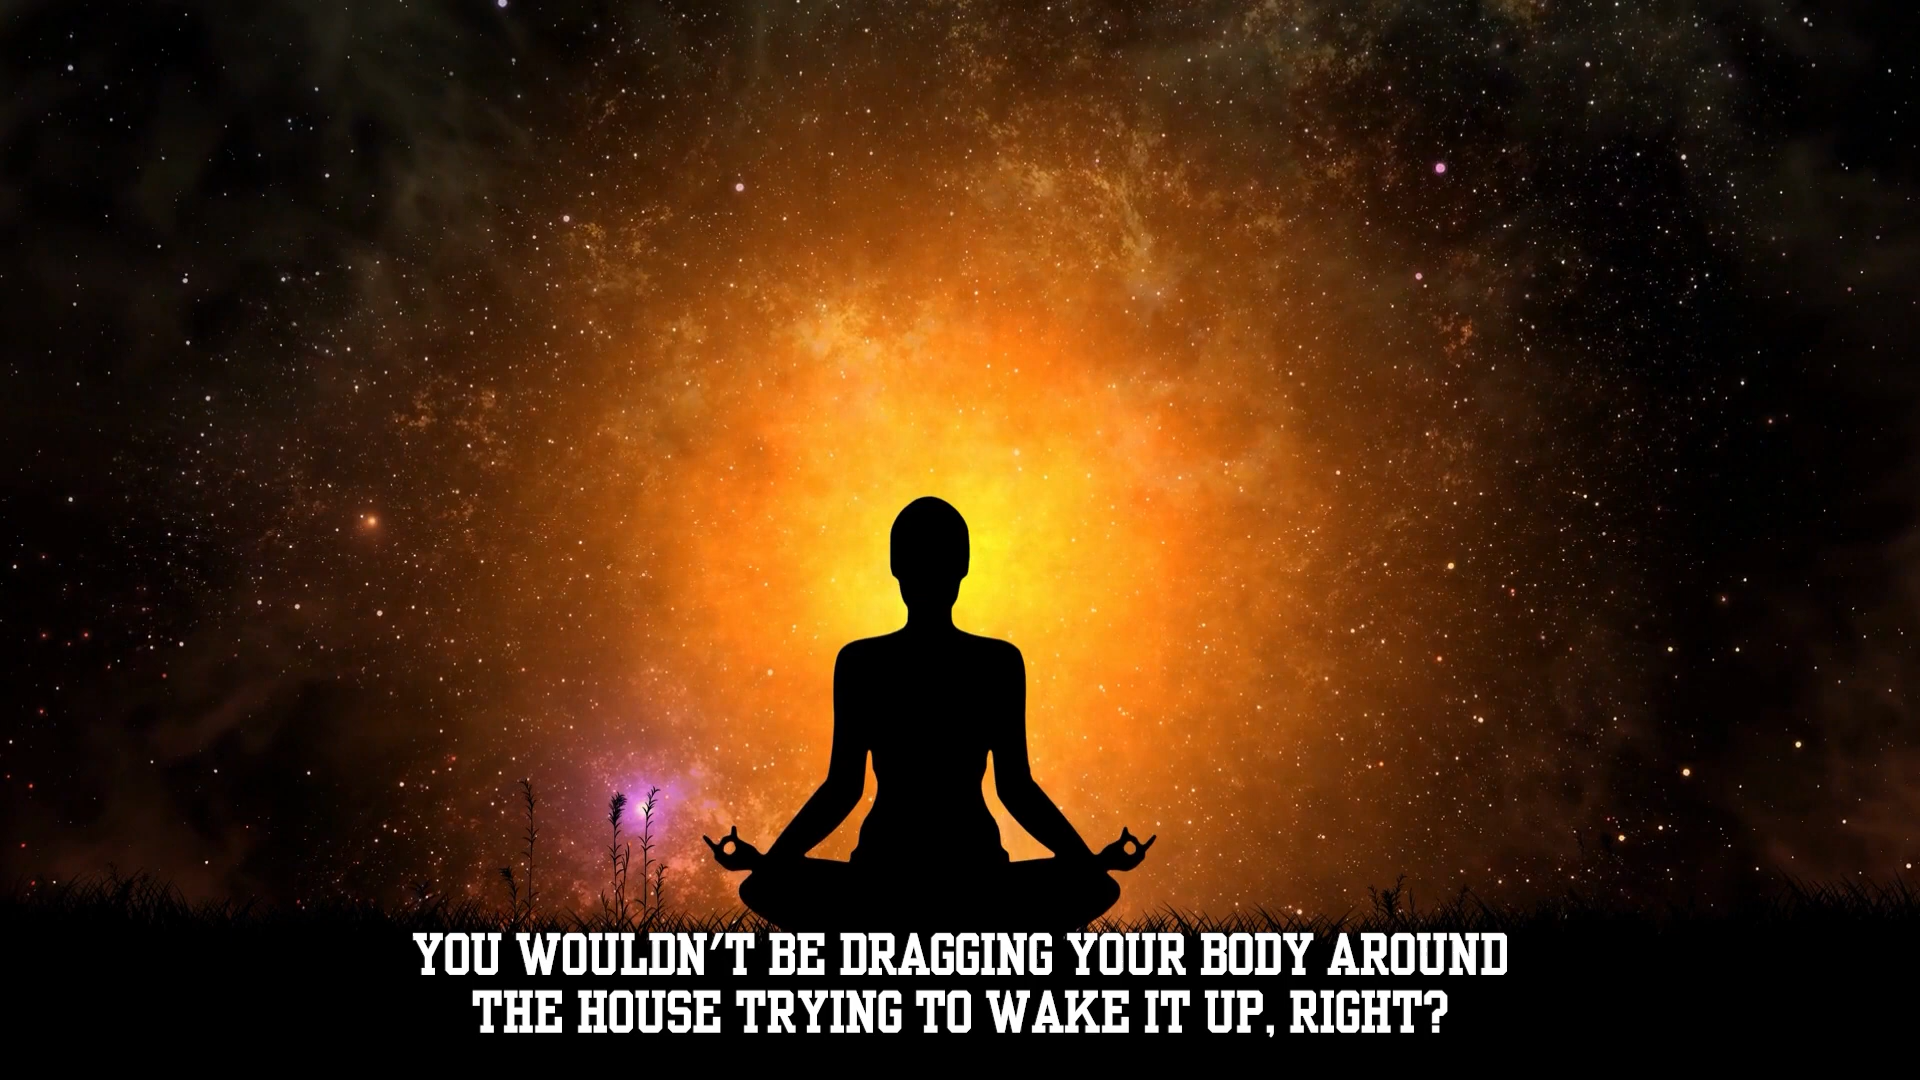 YOU WOULDN'T BE DRAGGING YOUR BODY AROUND
THE HOUSE TRYING TO WAKE IT UP, RIGHT?